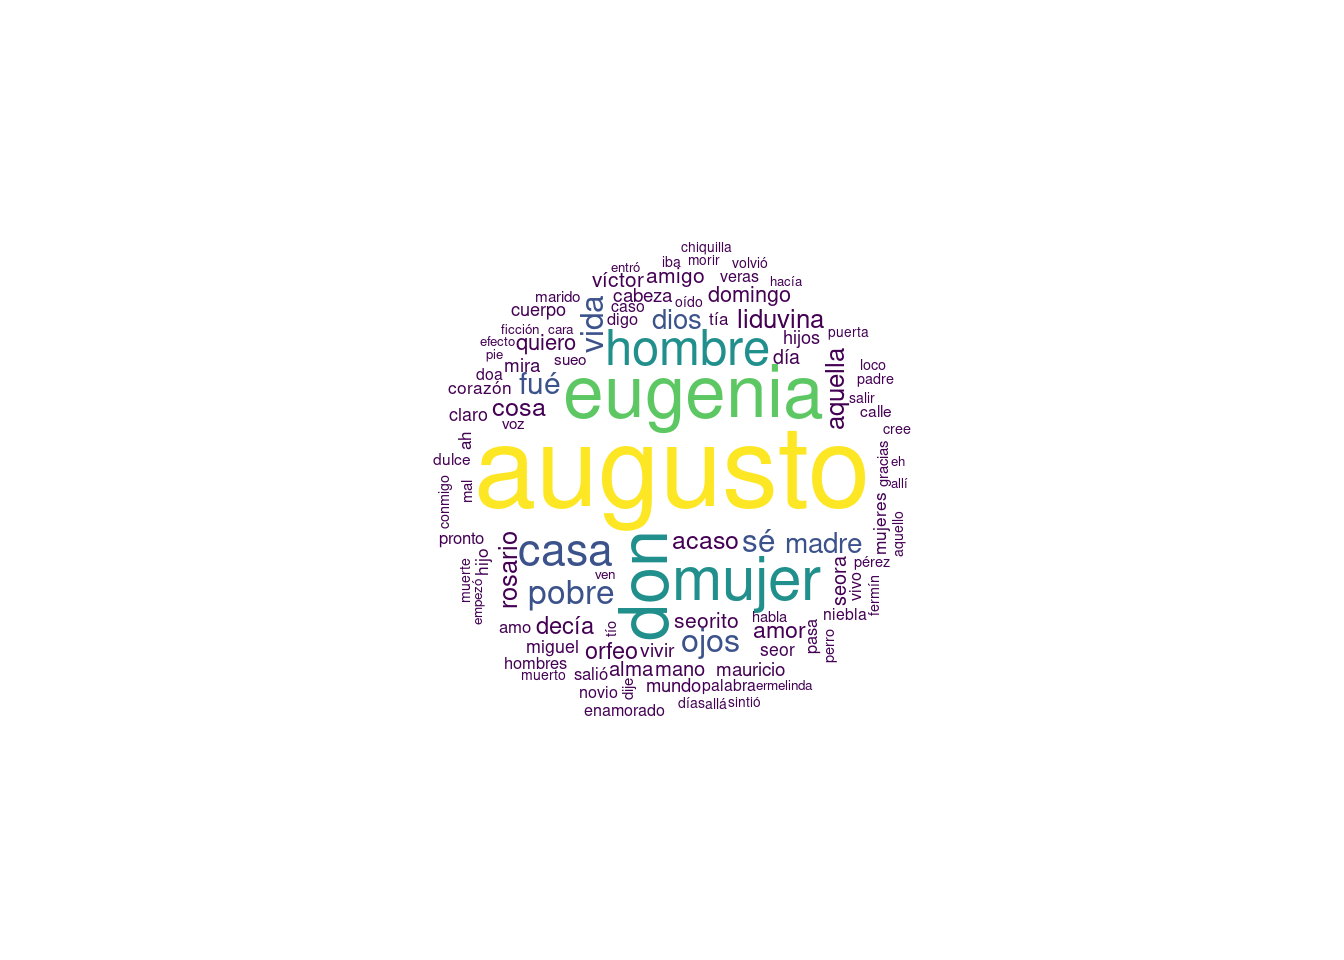 chiquilla
entró
iba
morir
volvió
víctor
amigo
veras
hacía
marido
cabeza
oído
domingo
cuerpo
caso
digo
vida
dios
tía
liduvina
ficción
cara
efecto
quiero
hombre
hijos
puerta
pie
mira
sueo
día
aquella
loco
doa
padre
corazón
fué
eugenia
salir
claro
cosa
calle
voz
cree
ah
augusto
gracias
dulce
eh
conmigo
mal
allí
mujeres
aquello
pronto
rosario
casa
don
acaso
sé
madre
hijo
muerte
ven
mujer
pérez
seora
vivo
fermín
empezó
pobre
amo
decía
tío
seorito
habla
niebla
amor
pasa
perro
miguel
orfeo
vivir
ojos
seor
hombres
muerto
salió
alma
mano
mauricio
novio
dije
mundo
palabra
ermelinda
enamorado
días
allá
sintió